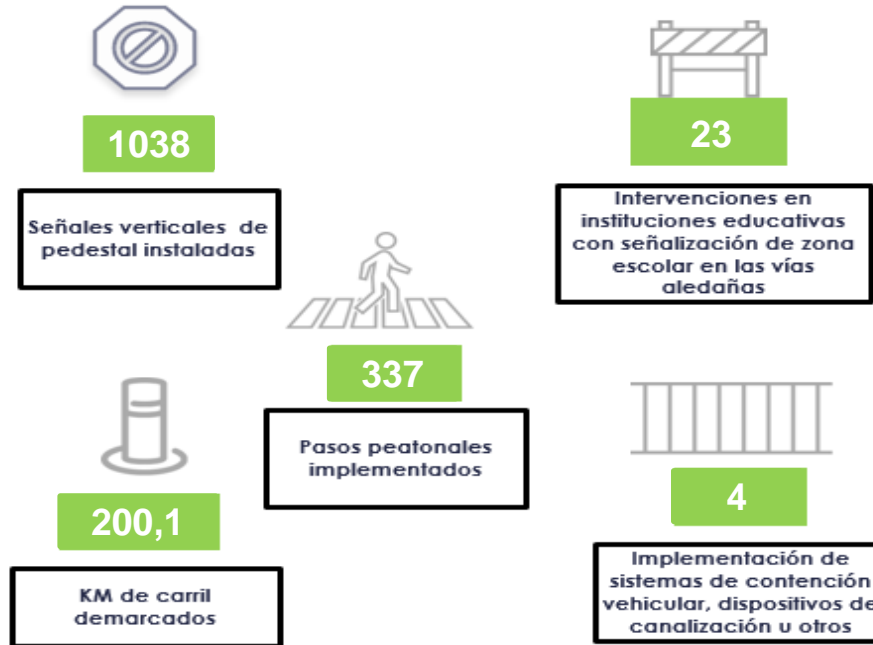 1038
Señales verticales de
pedestal instaladas
23
Intervenciones en
instituciones educativas
con señalización de zona
escolar en las vías
aledañas
337
Pasos peatonales
implementados
200,1
KM de carril
demarcados
4
Implementación de
sistemas de contención
vehicular, dispositivos de
canalización u otros